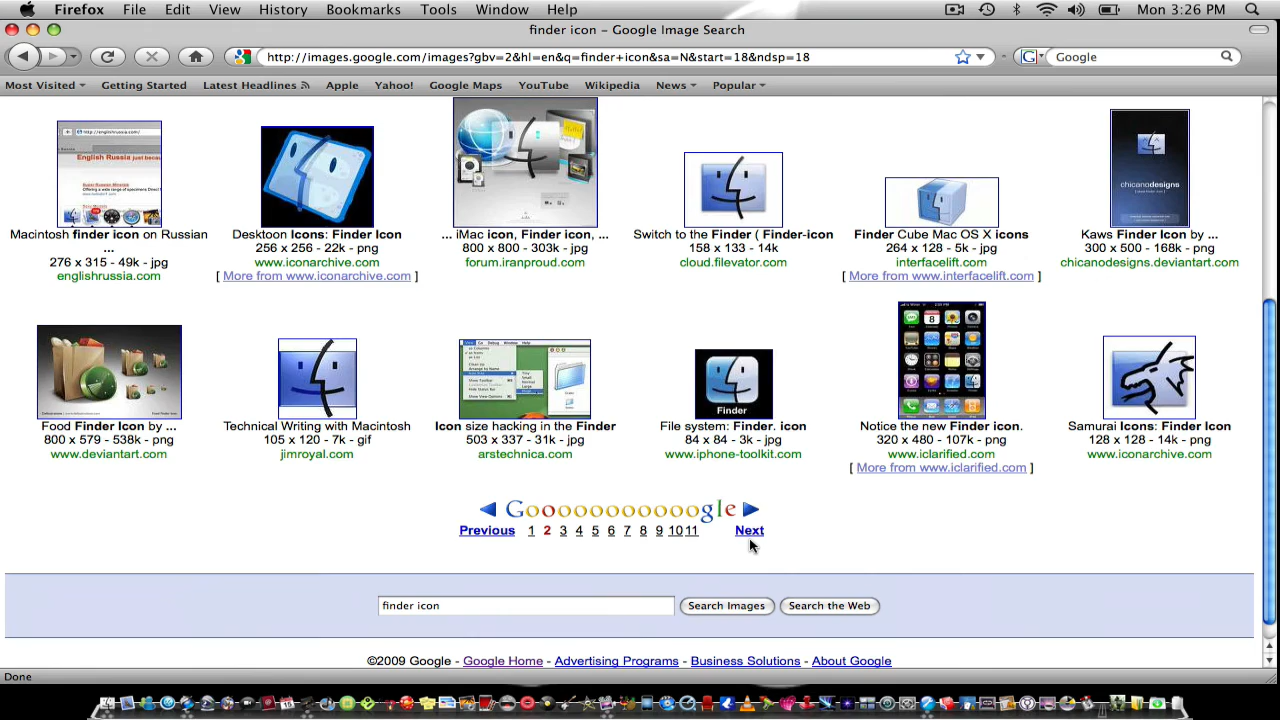 Firefox File Edit View History Bookmarks Tools Window Help Mon 3:26 PM
finder icon – Google Image Search
http://images.google.com/images?gbv=2&hl=en&q=finder+icon&sa=N&start=18&ndsp=18 Google
Most Visited Getting Started Latest Headlines Apple Yahoo! Google Maps YouTube Wikipedia News Popular
http://englishrussia.com/
English Russia just becau
chicanodesigns
Macintosh finder icon on Russian Desktoon Icons: Finder Icon ... iMac icon, Finder icon, ... Switch to the Finder ( Finder-icon Finder Cube Mac OS X icons Kaws Finder Icon by ...
... 256 x 256 - 22k - png 800 x 800 - 303k - jpg 158 x 133 - 14k 264 x 128 - 5k - jpg 300 x 500 - 168k - png
276 x 315 - 49k - jpg www.iconarchive.com forum.iranproud.com cloud.filevator.com interfacelift.com chicanodesigns.deviantart.com
englishrussia.com [ More from www.iconarchive.com ] [ More from www.interfacelift.com ]
Finder
Food Finder Icon by ... Technical Writing with Macintosh Icon size hacking in the Finder File system: Finder. icon Notice the new Finder icon. Samurai Icons: Finder Icon
800 x 579 - 538k - png 105 x 120 - 7k - gif 503 x 337 - 31k - jpg 84 x 84 - 3k - jpg 320 x 480 - 107k - png 128 x 128 - 14k - png
www.deviantart.com jimroyal.com arstechnica.com www.iphone-toolkit.com www.iclarified.com www.iconarchive.com
[ More from www.iclarified.com ]
Goooooooooooogle
Previous 1 2 3 4 5 6 7 8 9 10 11 Next
finder icon Search Images Search the Web
©2009 Google - Google Home - Advertising Programs - Business Solutions - About Google
Done